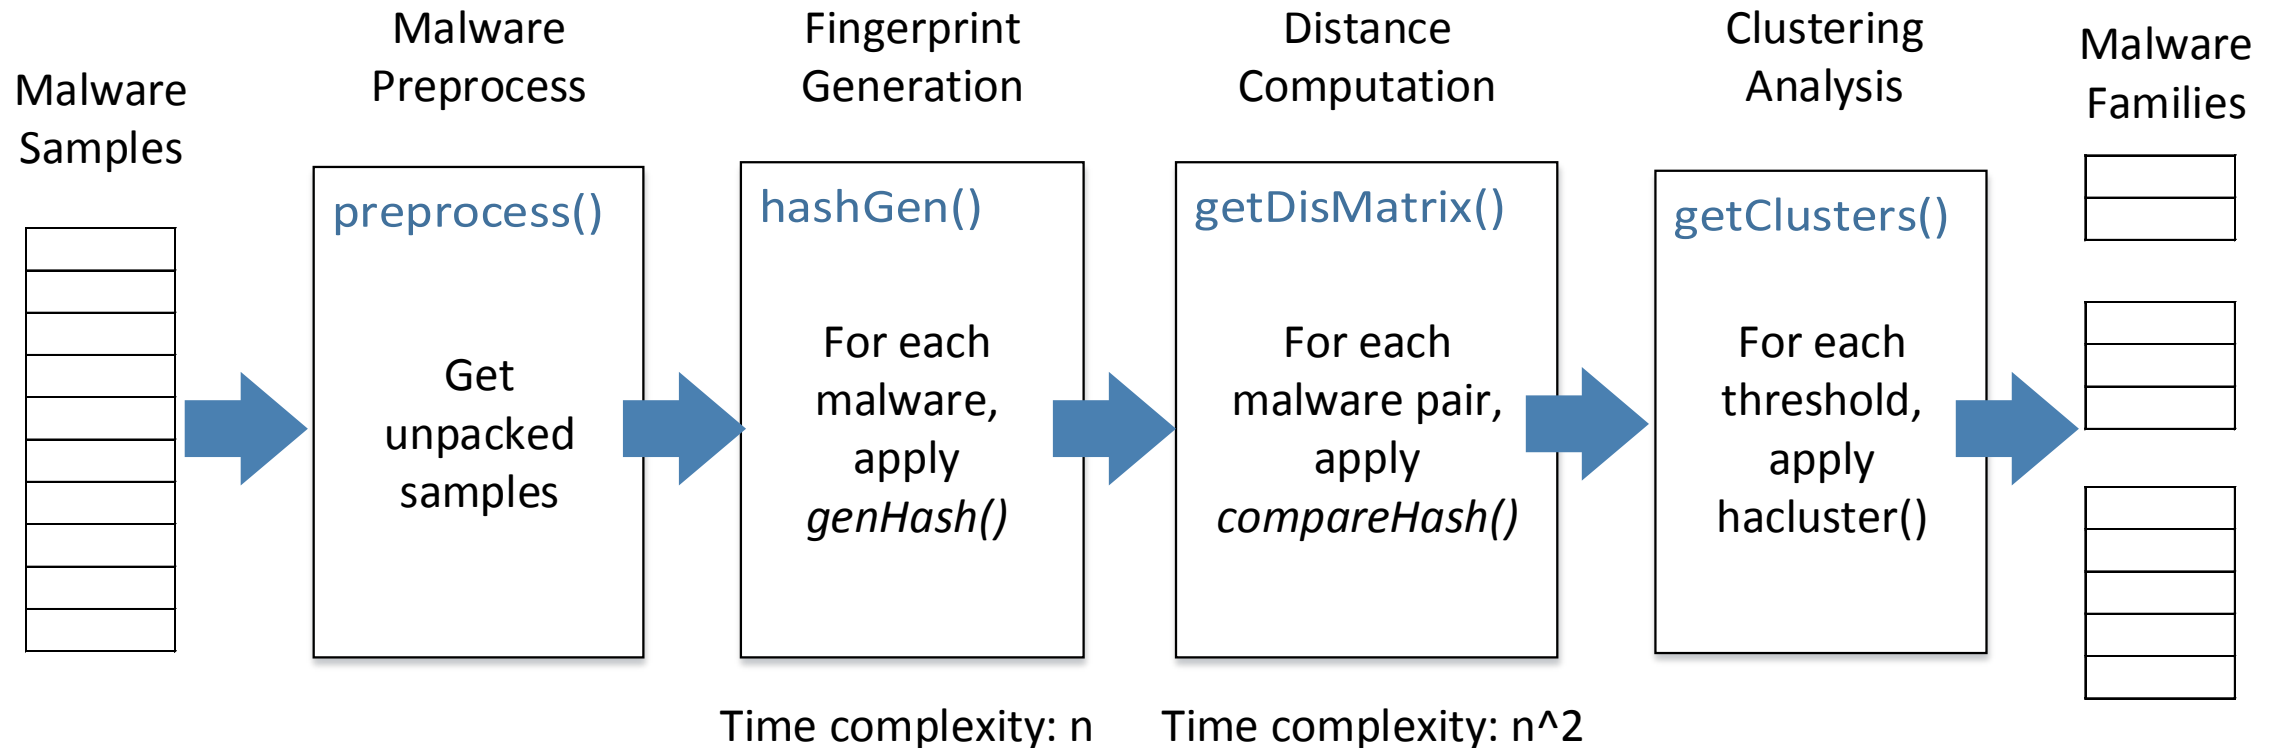 Malware
Samples
Malware
Preprocess
preprocess()
Get
unpacked
samples
Fingerprint
Generation
hashGen()
For each
malware,
apply
genHash()
Time complexity: n
Distance
Computation
getDisMatrix()
For each
malware pair,
apply
compareHash()
Time complexity: n^2
Clustering
Analysis
getClusters()
For each
threshold,
apply
hacluster()
Malware
Families